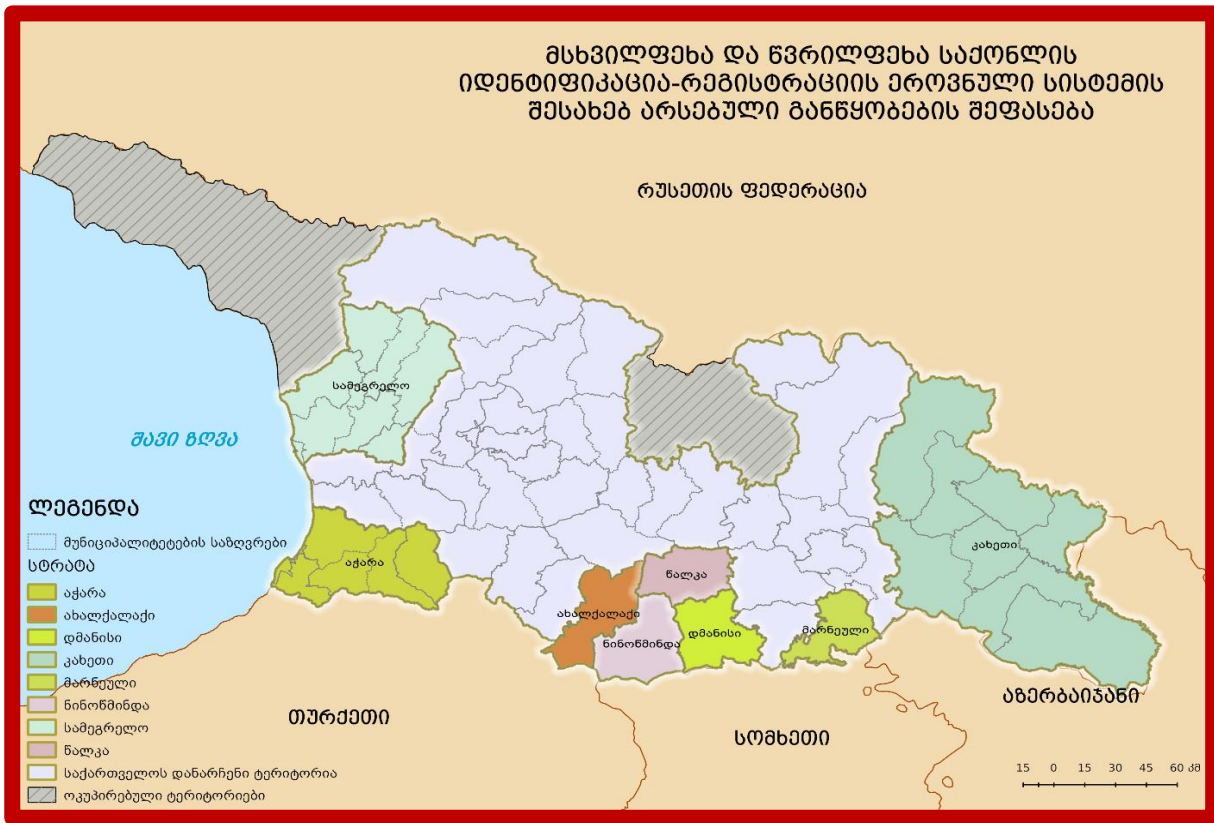 მსხვილფეხა და წვრილფეხა საქონლის
იდენტიფიკაცია-რეგისტრაციის ეროვნული სისტემის
შესახებ არსებული განწყობების შეფასება
რუსეთის ფედერაცია
სამეგრელო
შავი ზღვა
კახეთი
აჭარა
წალკა
ახალქალაქი
დმანისი
მარნეული
ნინოწმინდა
თურქეთი
სომხეთი
აზერბაიჯანი
ლეგენდა
მუნიციპალიტეტების საზღვრები
სტრატა
აჭარა
ახალქალაქი
დმანისი
კახეთი
მარნეული
ნინოწმინდა
სამეგრელო
წალკა
საქართველოს დანარჩენი ტერიტორია
ოკუპირებული ტერიტორიები
15 0 15 30 45 60 კმ